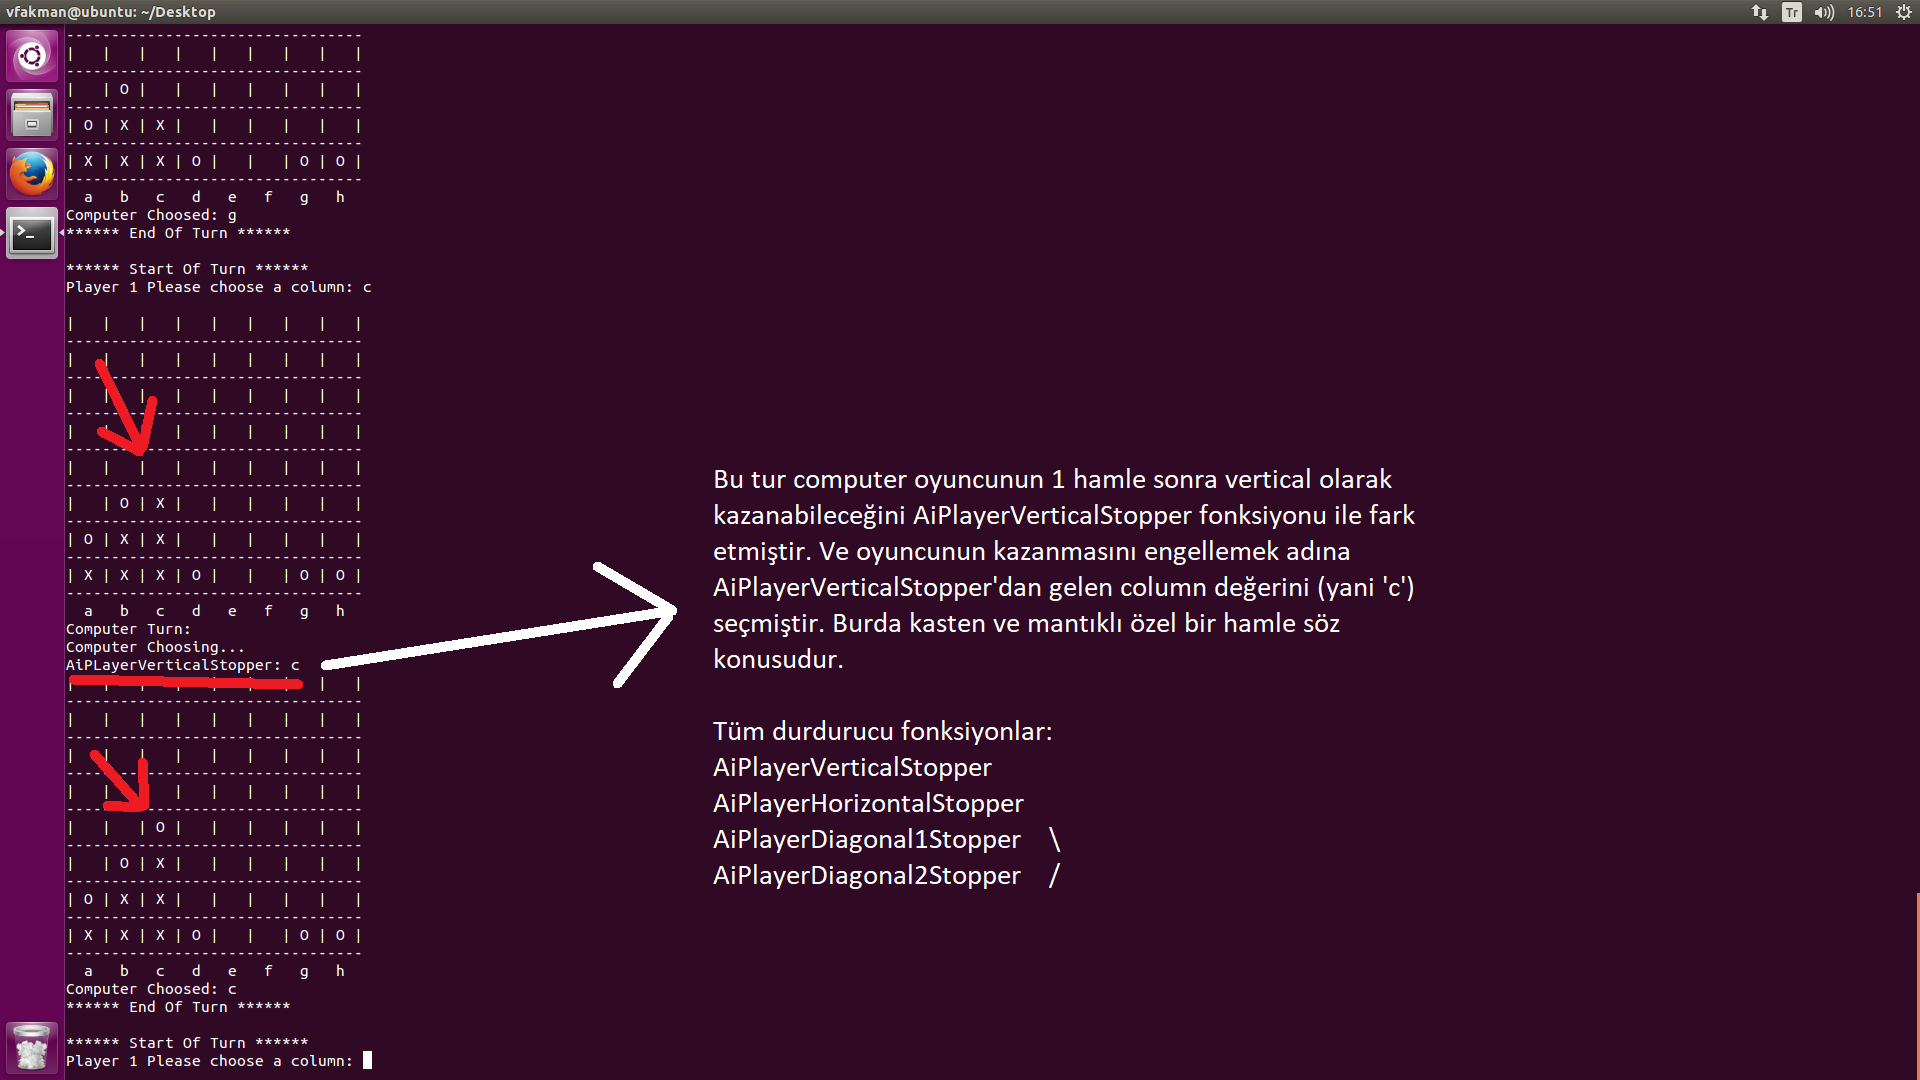 vfakman@ubuntu: ~/Desktop
Tr
16:51
---------------------------------
|   |   |   |   |   |   |   |   |
---------------------------------
|   | O |   |   |   |   |   |   |
---------------------------------
| O | X | X |   |   |   |   |   |
---------------------------------
| X | X | X | O |   |   | O | O |
---------------------------------
  a   b   c   d   e   f   g   h
Computer Choosed: g
****** End Of Turn ******
****** Start Of Turn ******
Player 1 Please choose a column: c
|   |   |   |   |   |   |   |   |
---------------------------------
|   |   |   |   |   |   |   |   |
---------------------------------
|   |   |   |   |   |   |   |   |
---------------------------------
|   |   |   |   |   |   |   |   |
---------------------------------
|   |   |   |   |   |   |   |   |
---------------------------------
|   | O | X |   |   |   |   |   |
---------------------------------
| O | X | X |   |   |   |   |   |
---------------------------------
| X | X | X | O |   |   | O | O |
---------------------------------
  a   b   c   d   e   f   g   h
Computer Turn:
Computer Choosing...
AiPLayerVerticalStopper: c
|   |   |   |   |   |   |   |   |
---------------------------------
|   |   |   |   |   |   |   |   |
---------------------------------
|   |   |   |   |   |   |   |   |
---------------------------------
|   |   |   |   |   |   |   |   |
---------------------------------
|   |   | O |   |   |   |   |   |
---------------------------------
|   | O | X |   |   |   |   |   |
---------------------------------
| O | X | X |   |   |   |   |   |
---------------------------------
| X | X | X | O |   |   | O | O |
---------------------------------
  a   b   c   d   e   f   g   h
Computer Choosed: c
****** End Of Turn ******
****** Start Of Turn ******
Player 1 Please choose a column:
Bu tur computer oyuncunun 1 hamle sonra vertical olarak
kazanabileceğini AiPlayerVerticalStopper fonksiyonu ile fark
etmiştir. Ve oyuncunun kazanmasını engellemek adına
AiPlayerVerticalStopper'dan gelen column değerini (yani 'c')
seçmiştir. Burda kasten ve mantıklı özel bir hamle söz
konusudur.
Tüm durdurucu fonksiyonlar:
AiPlayerVerticalStopper
AiPlayerHorizontalStopper
AiPlayerDiagonal1Stopper \
AiPlayerDiagonal2Stopper /